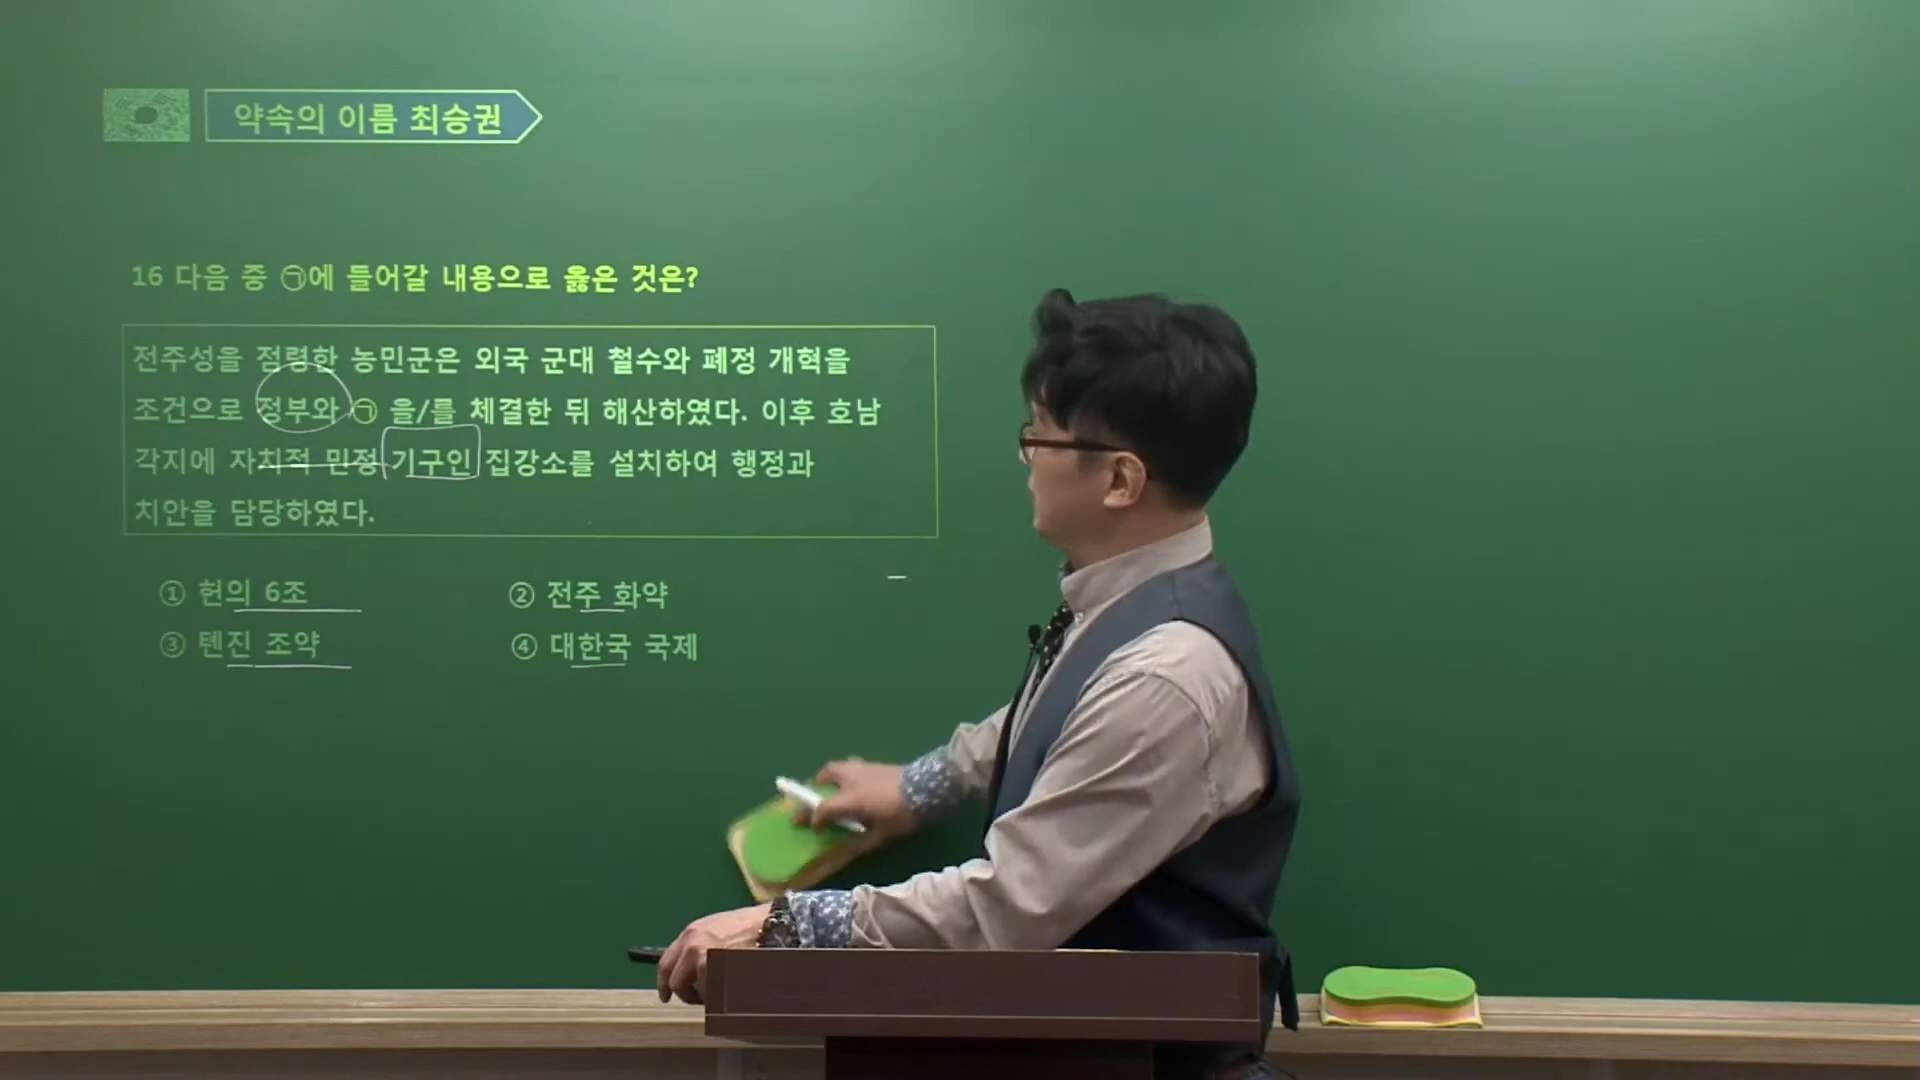 약속의 이름 최승권
16 다음 중 ㉠에 들어갈 내용으로 옳은 것은?
전주성을 점령한 농민군은 외국 군대 철수와 폐정 개혁을
조건으로 정부와 ㉠ 을/를 체결한 뒤 해산하였다. 이후 호남
각지에 자치적 민정 기구인 집강소를 설치하여 행정과
치안을 담당하였다.
① 헌의 6조 ② 전주 화약
③ 텐진 조약 ④ 대한국 국제